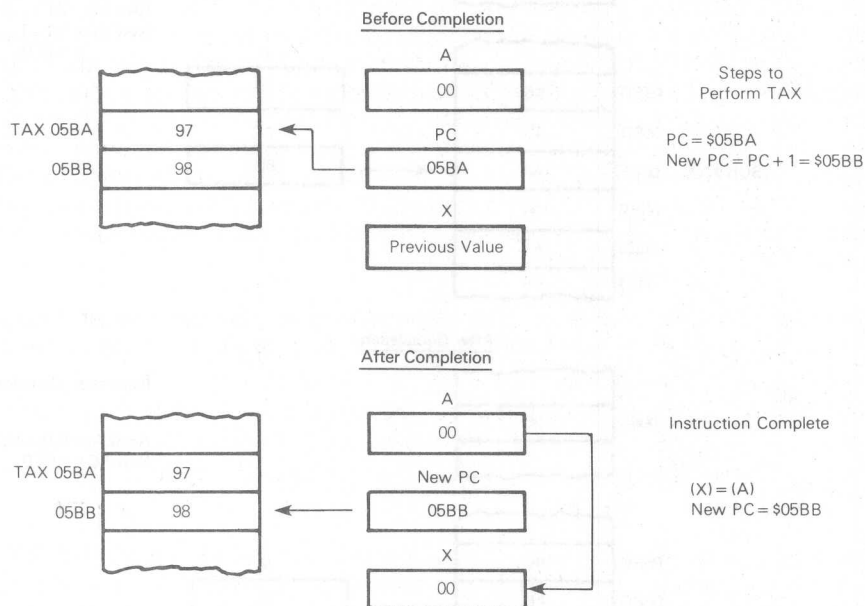 Before Completion
A
00
TAX 05BA 97
PC
05BB 98
05BA
X
Previous Value
Steps to
Perform TAX
PC = $05BA
New PC = PC + 1 = $05BB
After Completion
A
00
TAX 05BA 97
New PC
05BB 98
05BB
X
00
Instruction Complete
(X) = (A)
New PC = $05BB